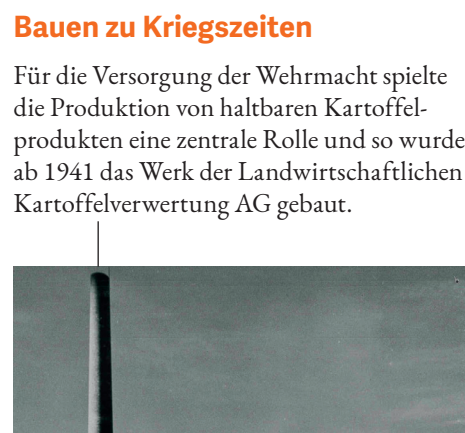 Bauen zu Kriegszeiten
Für die Versorgung der Wehrmacht spielte
die Produktion von haltbaren Kartoffel-
produkten eine zentrale Rolle und so wurde
ab 1941 das Werk der Landwirtschaftlichen
Kartoffelverwertung AG gebaut.